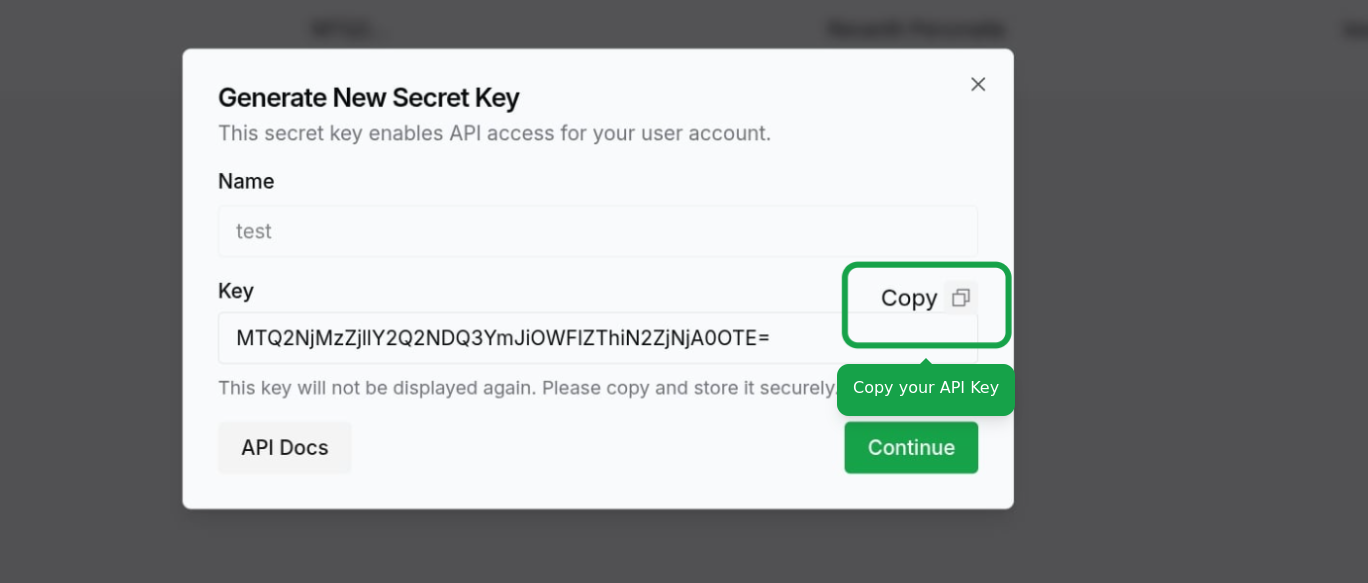 Generate New Secret Key
This secret key enables API access for your user account.
Name
test
Key
Copy
MTQ2NjMzZjllY2Q2NDQ3YmJiOWFlZThiN2ZjNjA0OTE=
This key will not be displayed again. Please copy and store it securely.
Copy your API Key
API Docs
Continue